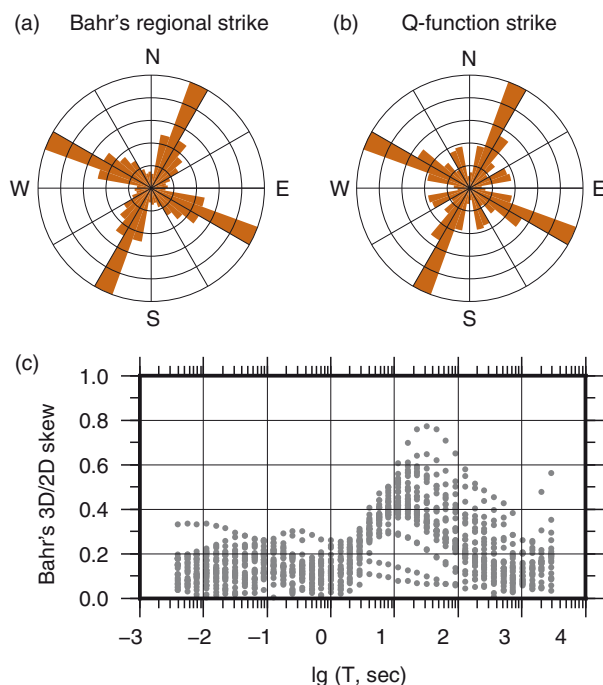 (a) Bahr's regional strike
(b) Q-function strike
N
N
W
E
W
E
S
S
(c)
1.0
0.8
0.6
0.4
0.2
0.0
Bahr's 3D/2D skew
−3 −2 −1 0 1 2 3 4
lg (T, sec)